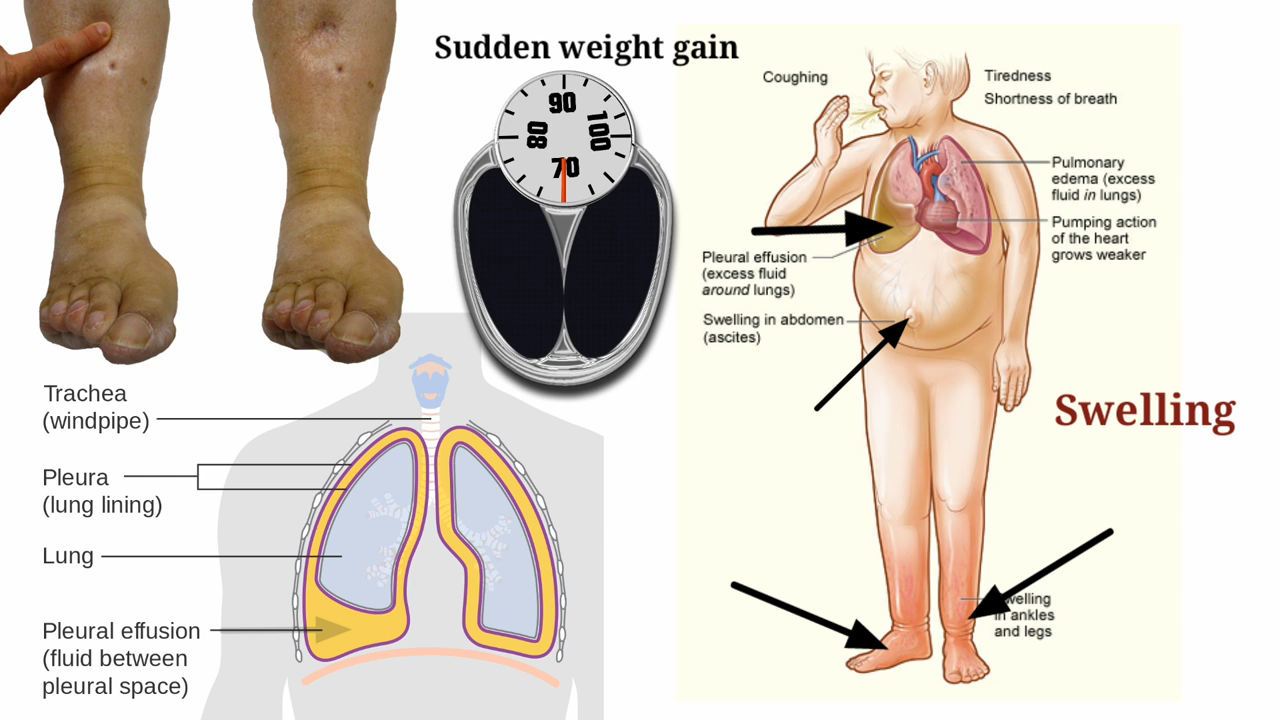 Sudden weight gain
90
80
100
70
Coughing
Tiredness
Shortness of breath
Pulmonary
edema (excess
fluid in lungs)
Pumping action
of the heart
grows weaker
Pleural effusion
(excess fluid
around lungs)
Swelling in abdomen
(ascites)
Swelling
welling
in ankles
and legs
Trachea
(windpipe)
Pleura
(lung lining)
Lung
Pleural effusion
(fluid between
pleural space)